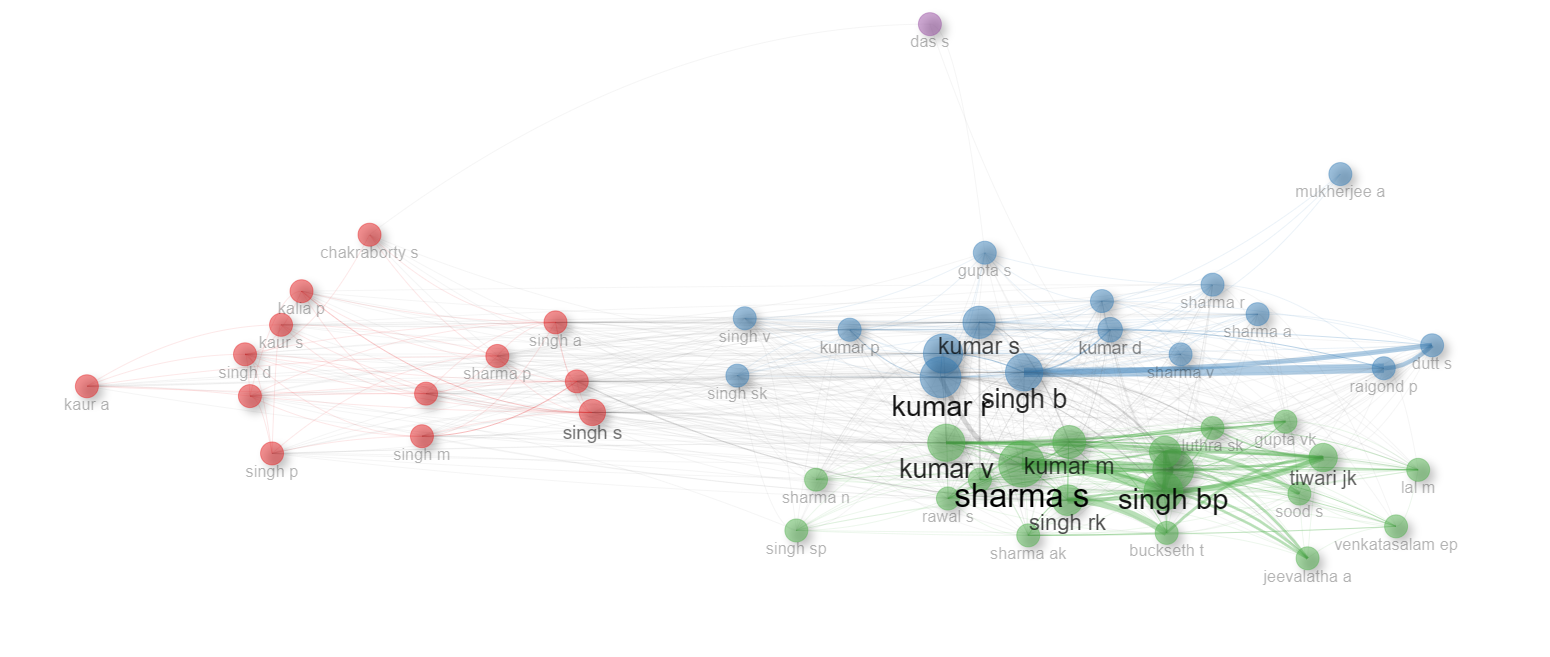 das s
mukherjee a
chakraborty s
gupta s
kalia p
sharma r
sharma a
kaur s
singh a
singh v
kumar p
kumar s
kumar d
dutt s
singh d
sharma p
sharma v
raigond p
kaur a
singh sk
singh b
kumar r
singh s
gupta vk
luthra sk
singh m
singh p
kumar v
kumar m
tiwari jk
lal m
sharma n
sharma s
singh bp
sood s
rawal s
singh rk
singh sp
sharma ak
buckseth t
venkatasalam ep
jeevalatha a